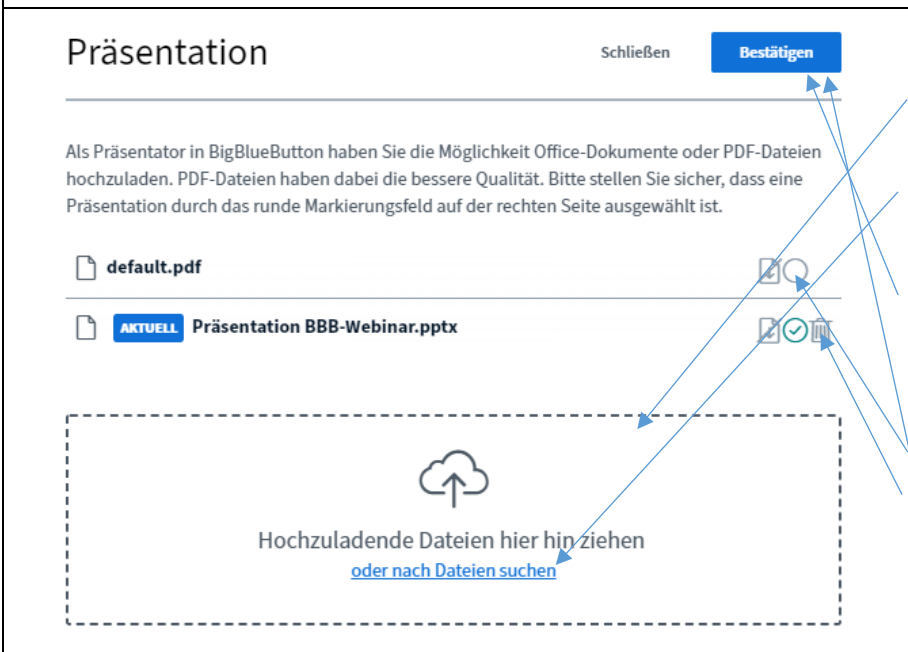 Präsentation
Schließen
Bestätigen
Als Präsentator in BigBlueButton haben Sie die Möglichkeit Office-Dokumente oder PDF-Dateien
hochzuladen. PDF-Dateien haben dabei die bessere Qualität. Bitte stellen Sie sicher, dass eine
Präsentation durch das runde Markierungsfeld auf der rechten Seite ausgewählt ist.
default.pdf
AKTUELL Präsentation BBB-Webinar.pptx
Hochzuladende Dateien hier hin ziehen
oder nach Dateien suchen